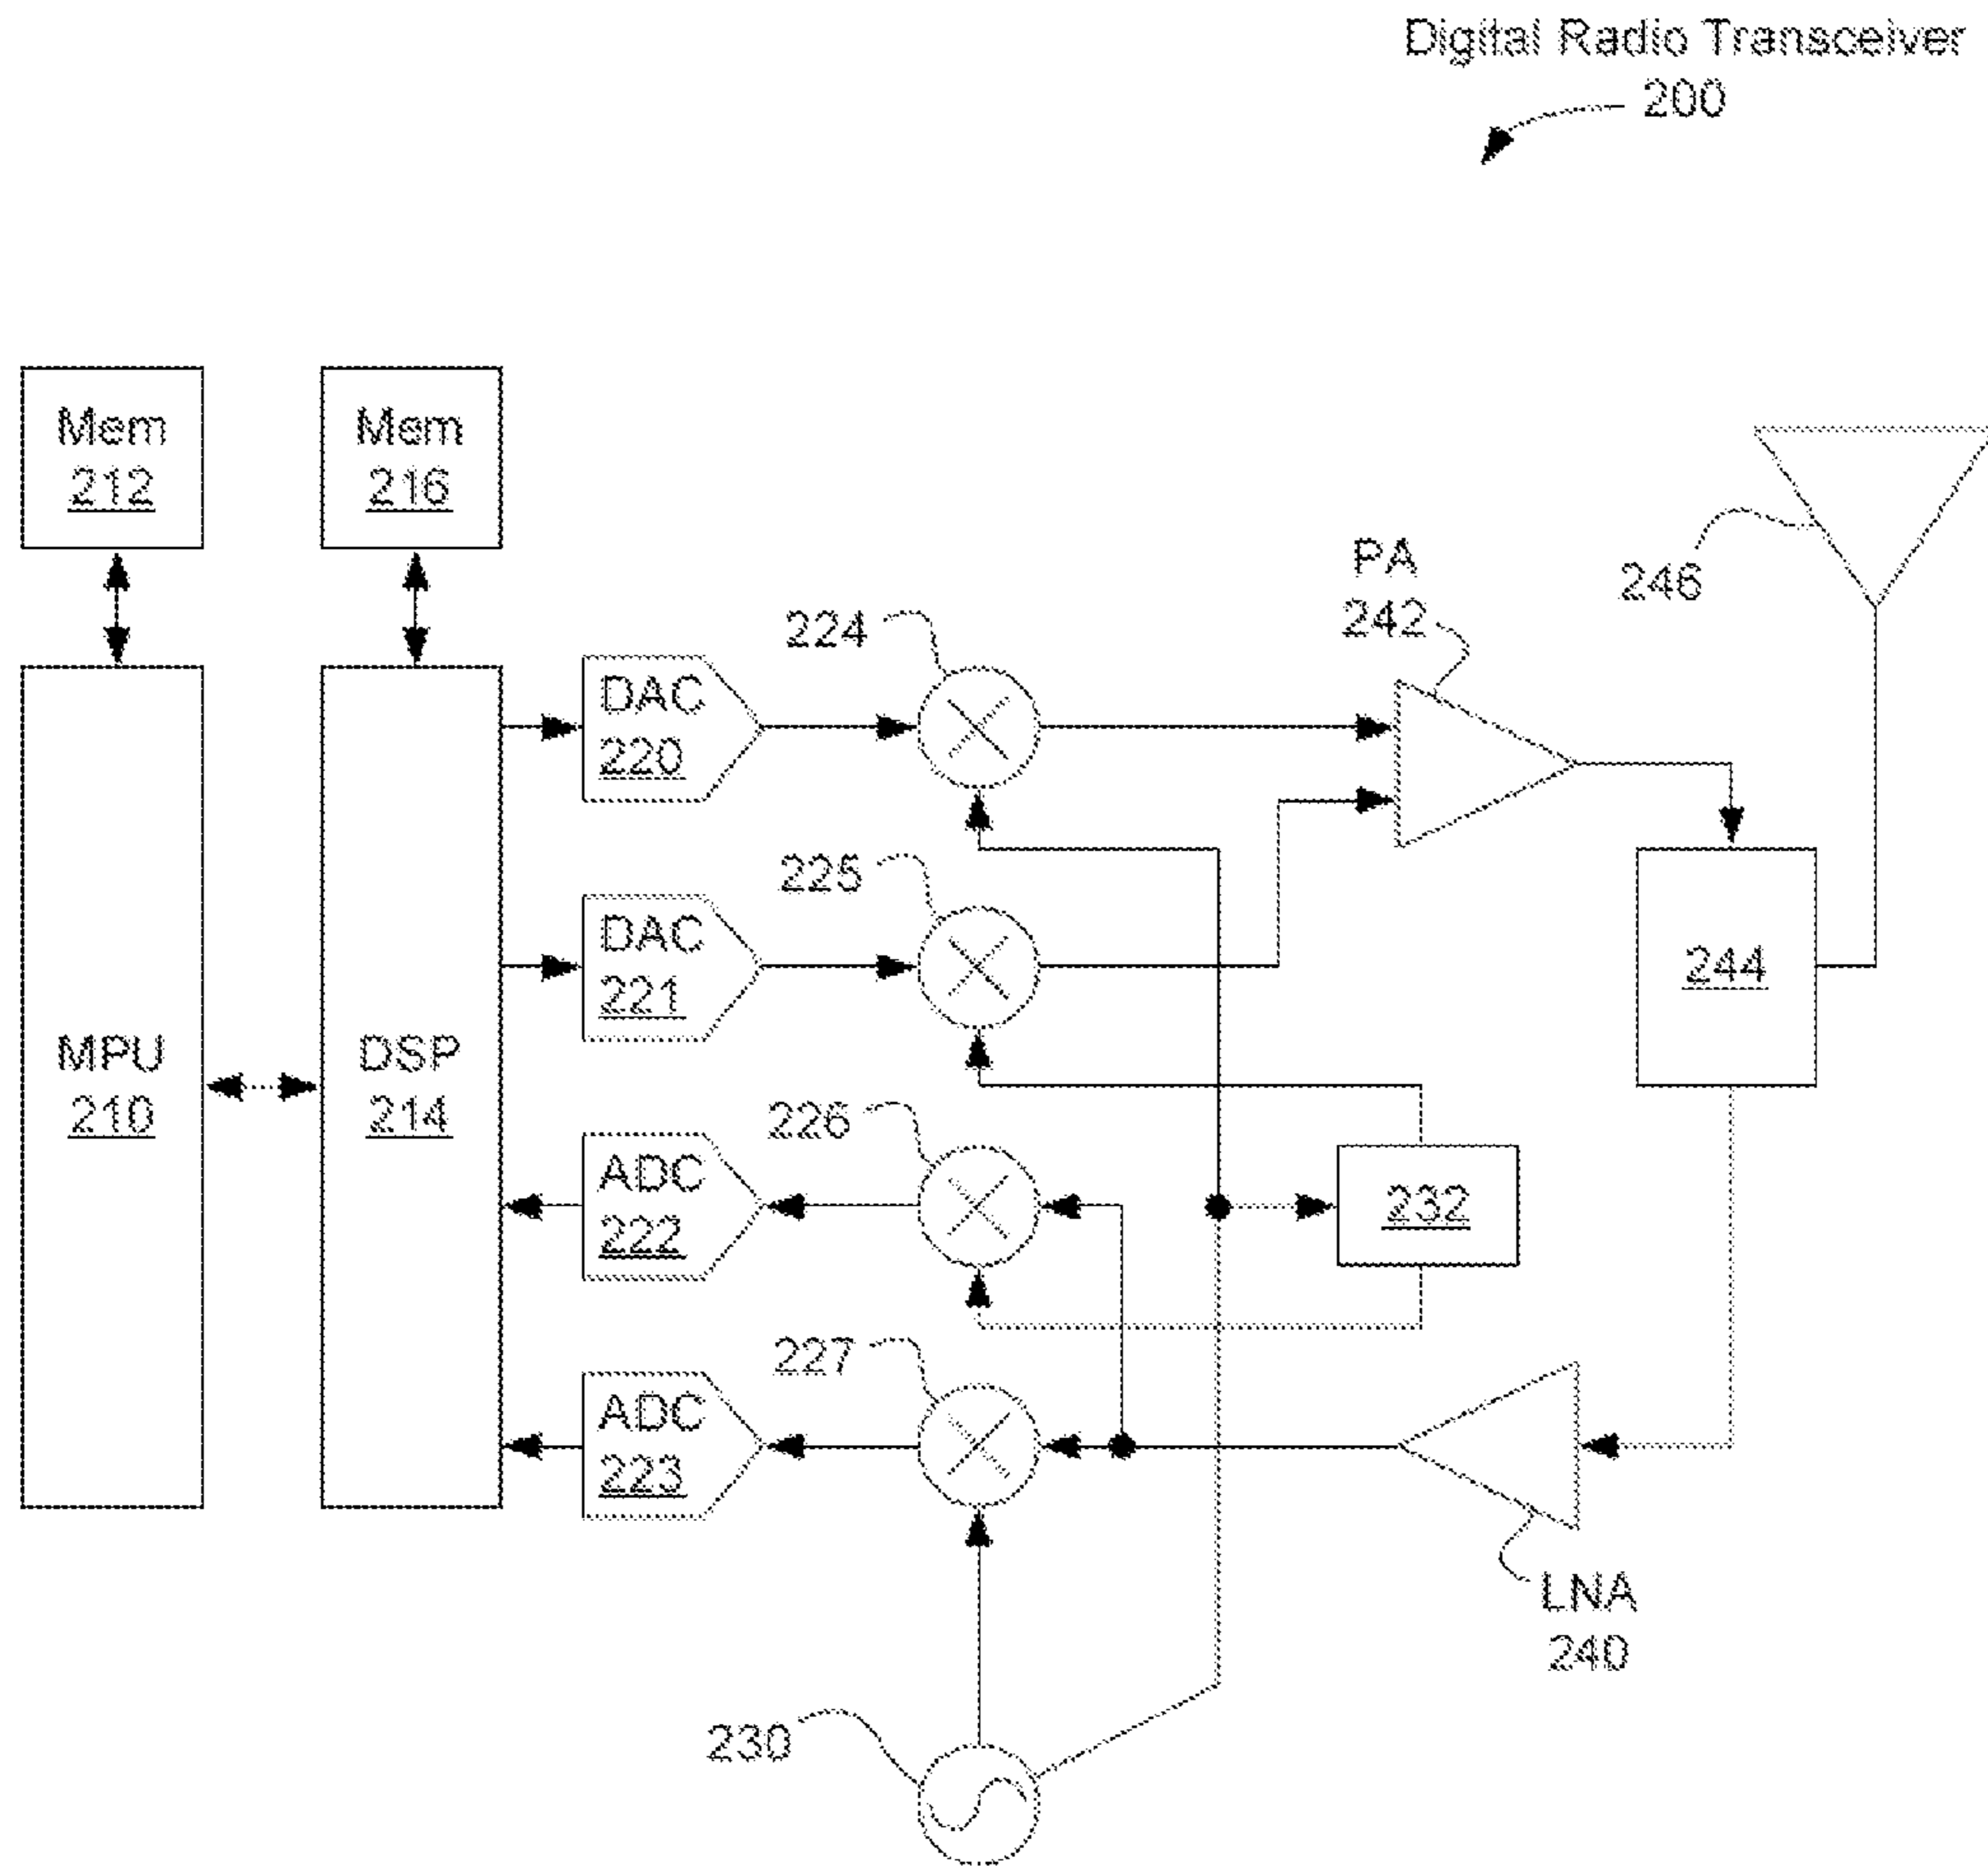 Digital Radio Transceiver
200
Mem
212
Mem
216
246
PA
242
224
DAC
220
225
DAC
221
244
MPU
210
DSP
214
226
ADC
222
232
227
ADC
223
LNA
240
230